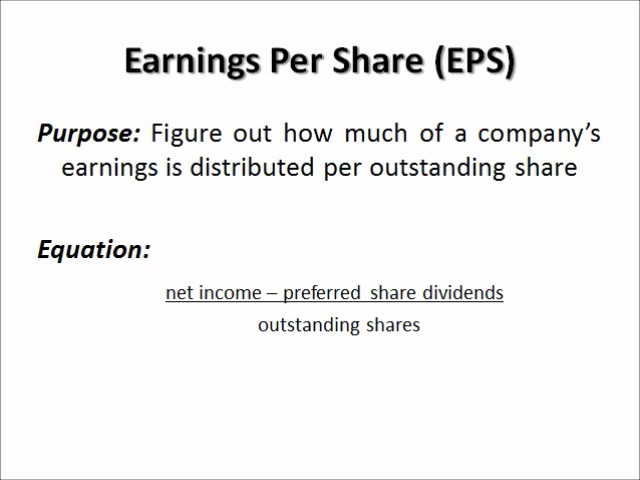 Earnings Per Share (EPS)
Purpose: Figure out how much of a company’s
earnings is distributed per outstanding share
Equation:
net income – preferred share dividends
outstanding shares